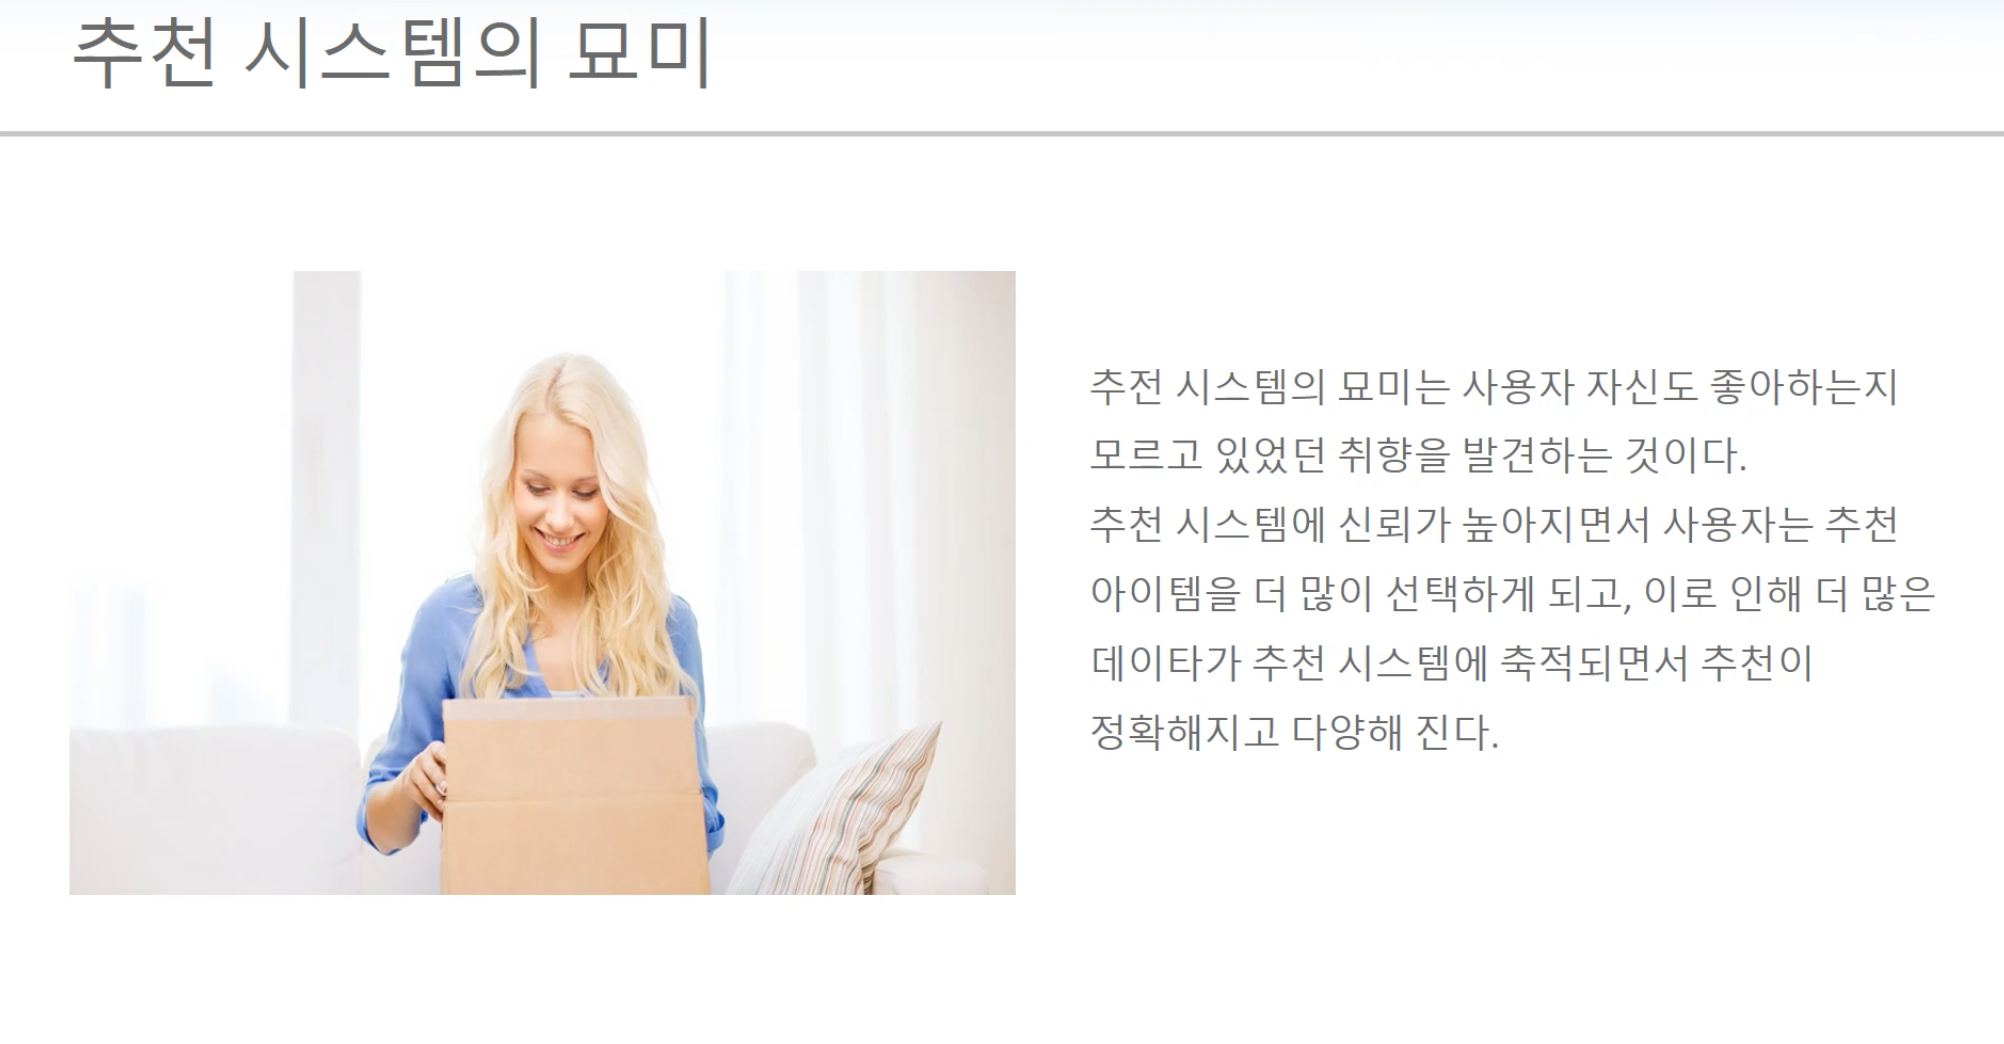 추천 시스템의 묘미
추전 시스템의 묘미는 사용자 자신도 좋아하는지
모르고 있었던 취향을 발견하는 것이다.
추천 시스템에 신뢰가 높아지면서 사용자는 추천
아이템을 더 많이 선택하게 되고, 이로 인해 더 많은
데이타가 추천 시스템에 축적되면서 추천이
정확해지고 다양해 진다.